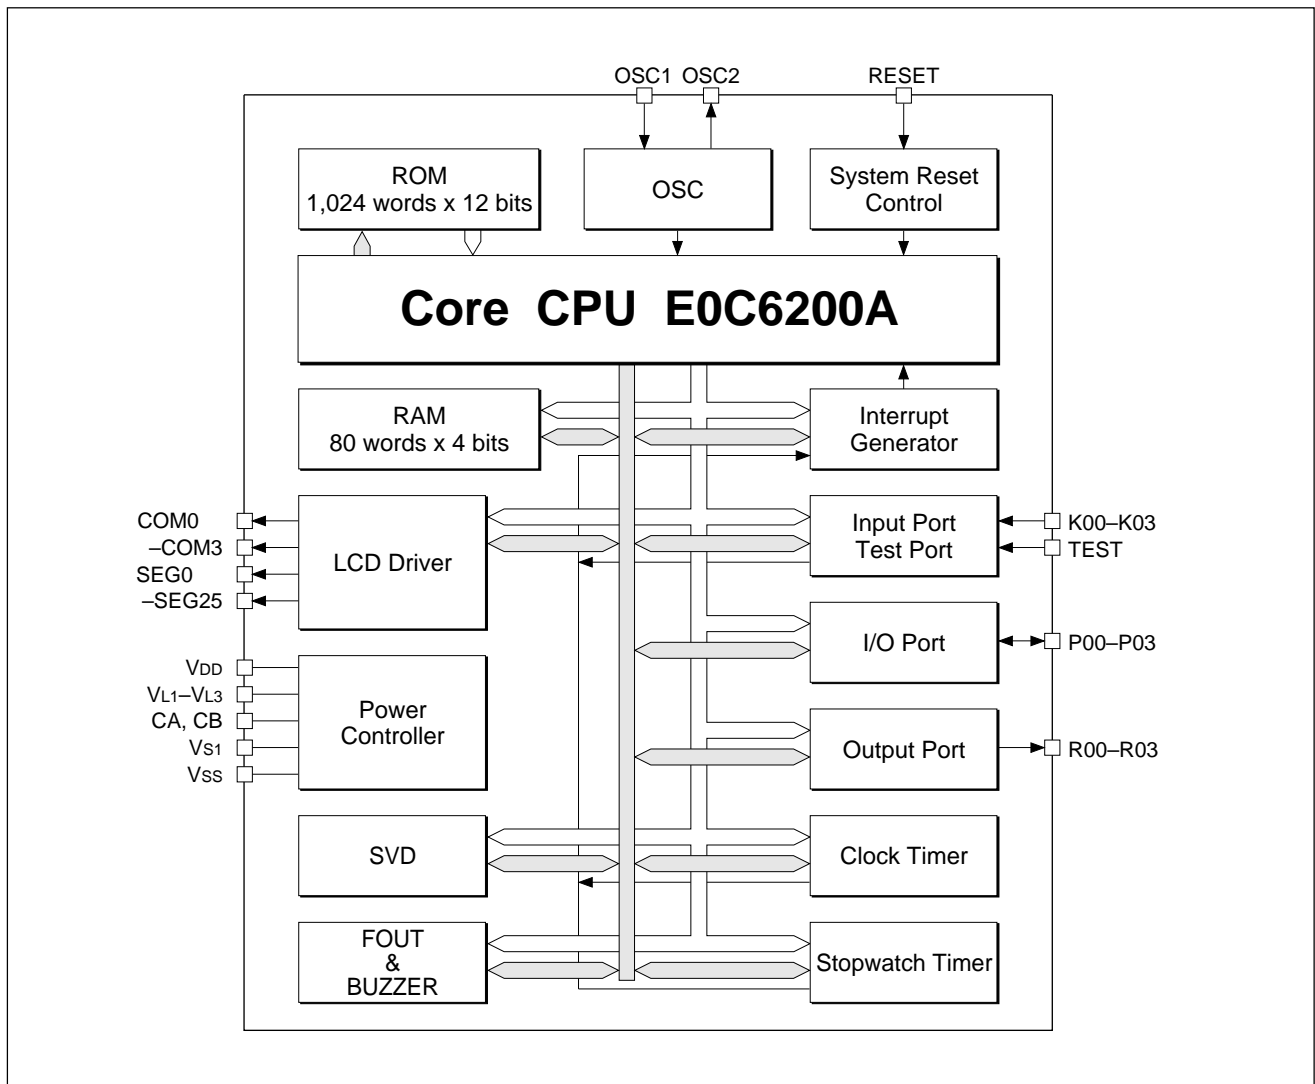 OSC1 OSC2 RESET
ROM
1,024 words x 12 bits
OSC
System Reset
Control
Core CPU E0C6200A
RAM
80 words x 4 bits
Interrupt
Generator
COM0
–COM3
SEG0
–SEG25
LCD Driver
Input Port
Test Port
K00–K03
TEST
I/O Port
P00–P03
VDD
VL1–VL3
CA, CB
VS1
VSS
Power
Controller
Output Port
R00–R03
SVD
Clock Timer
FOUT
&
BUZZER
Stopwatch Timer